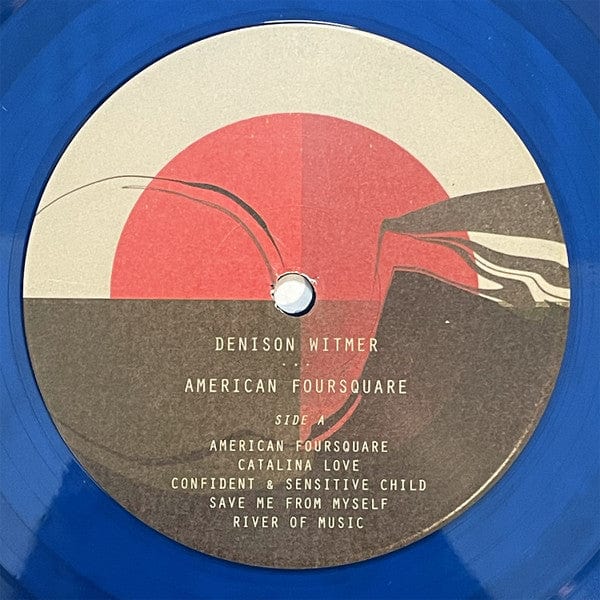 DENISON WITMER
...
AMERICAN FOURSQUARE
SIDE A
AMERICAN FOURSQUARE
CATALINA LOVE
CONFIDENT & SENSITIVE CHILD
SAVE ME FROM MYSELF
RIVER OF MUSIC